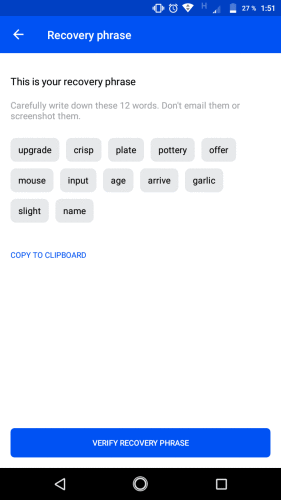 H 27 % 1:51
Recovery phrase
This is your recovery phrase
Carefully write down these 12 words. Don't email them or
screenshot them.
upgrade crisp plate pottery offer
mouse input age arrive garlic
slight name
COPY TO CLIPBOARD
VERIFY RECOVERY PHRASE